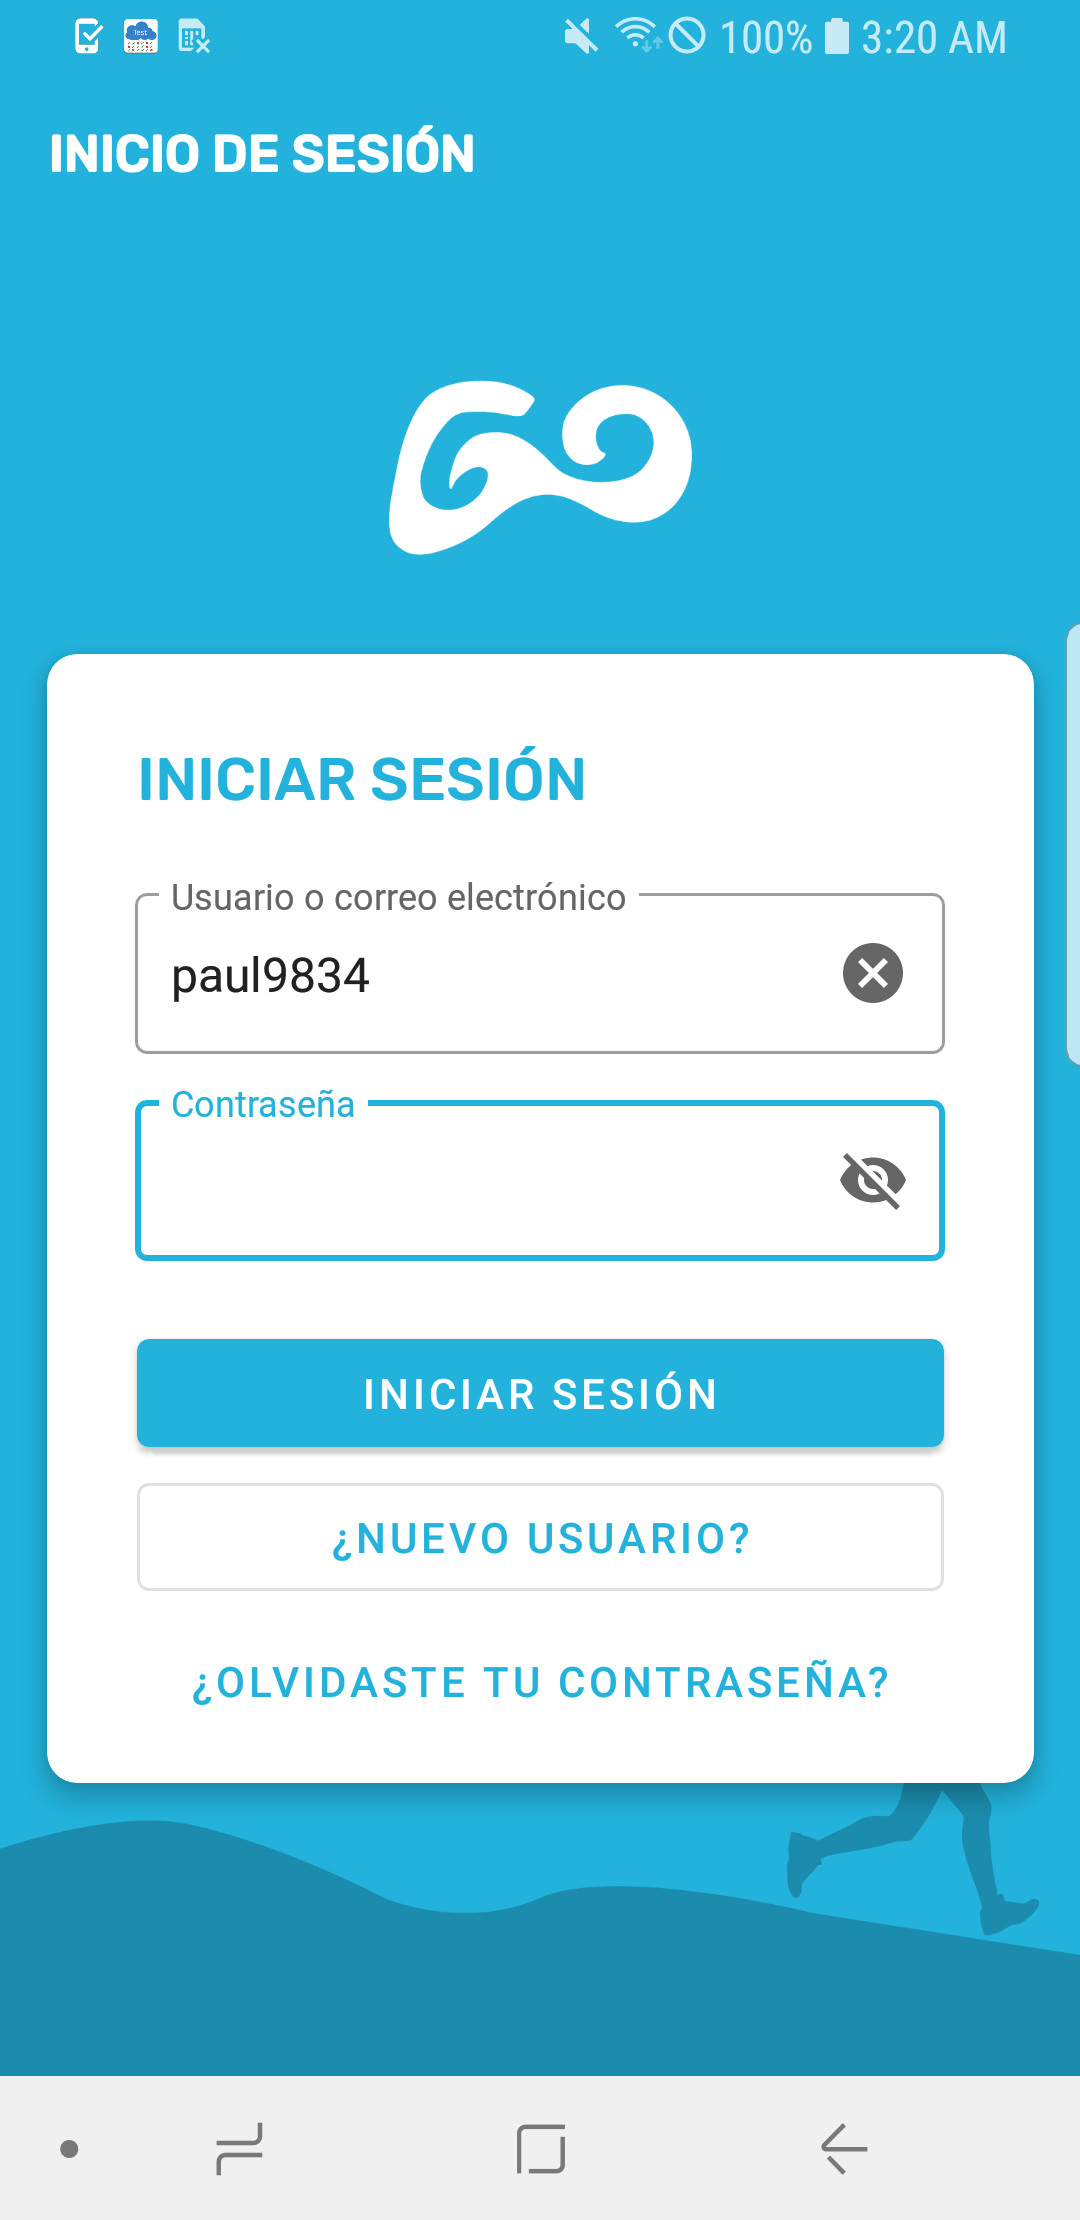 100% 3:20 AM
INICIO DE SESIÓN
INICIAR SESIÓN
Usuario o correo electrónico
paul9834
Contraseña
INICIAR SESIÓN
¿NUEVO USUARIO?
¿OLVIDASTE TU CONTRASEÑA?